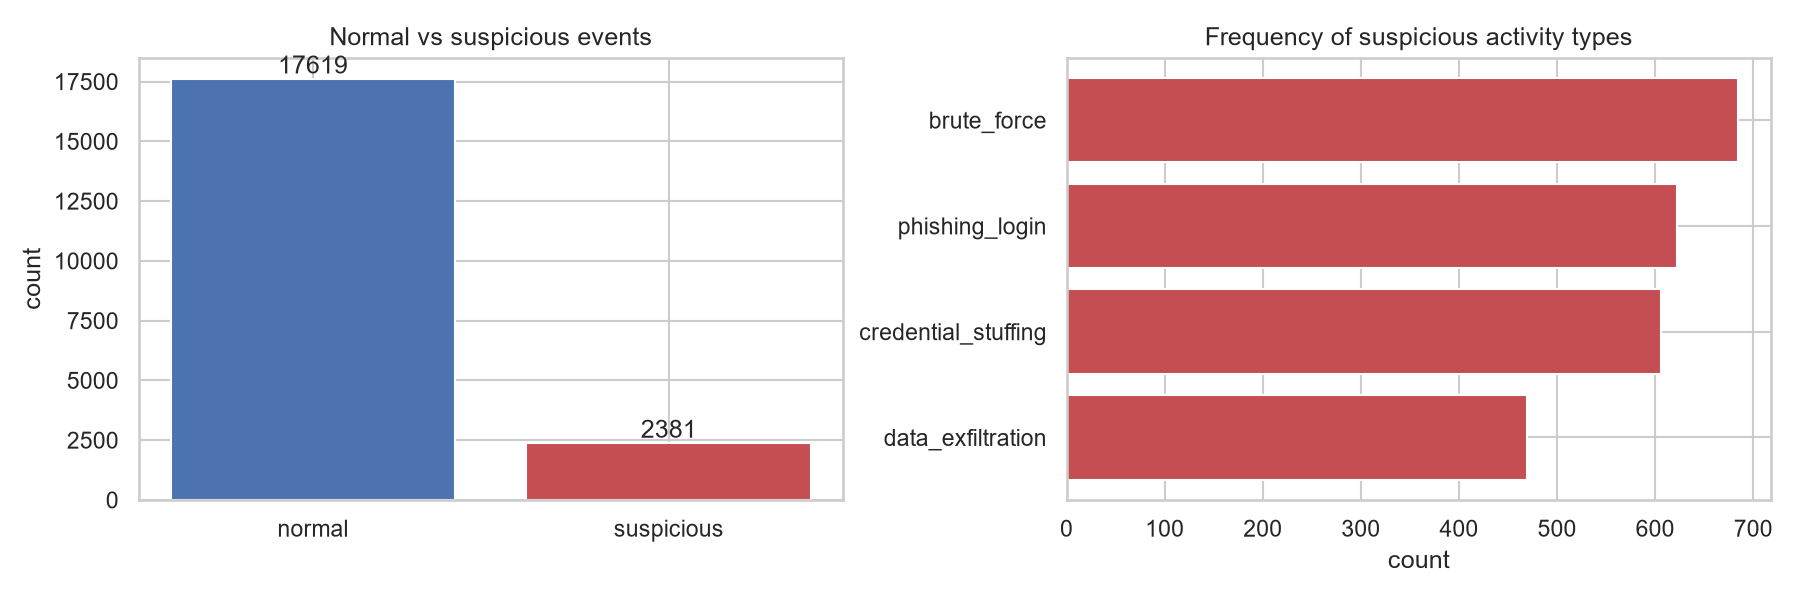 Normal vs suspicious events
17619
17500
15000
12500
10000
7500
5000
2500
0
2381
count
normal suspicious
Frequency of suspicious activity types
brute_force
phishing_login
credential_stuffing
data_exfiltration
0 100 200 300 400 500 600 700
count